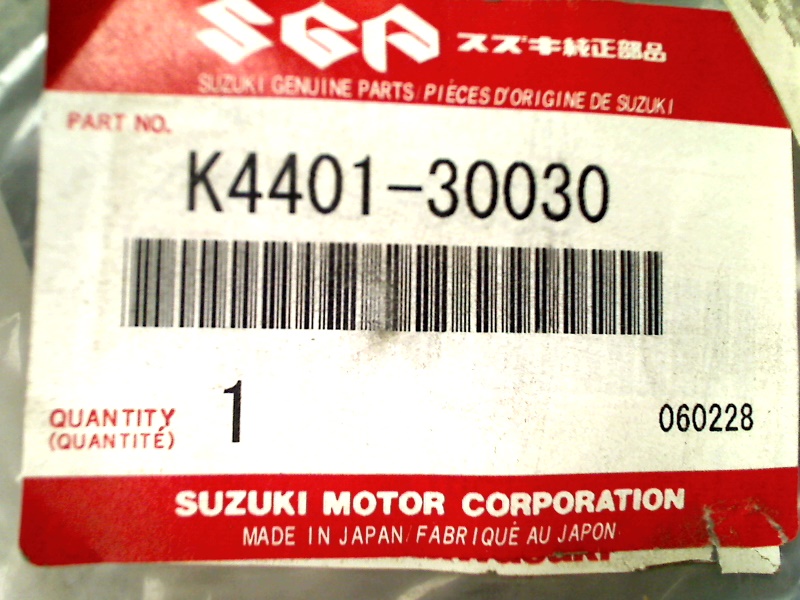 SGP スズキ純正部品
SUZUKI GENUINE PARTS/PIÈCES D'ORIGINE DE SUZUKI
PART NO.
K4401-30030
QUANTITY 1
(QUANTITÉ)
060228
SUZUKI MOTOR CORPORATION
MADE IN JAPAN/FABRIQUÉ AU JAPON